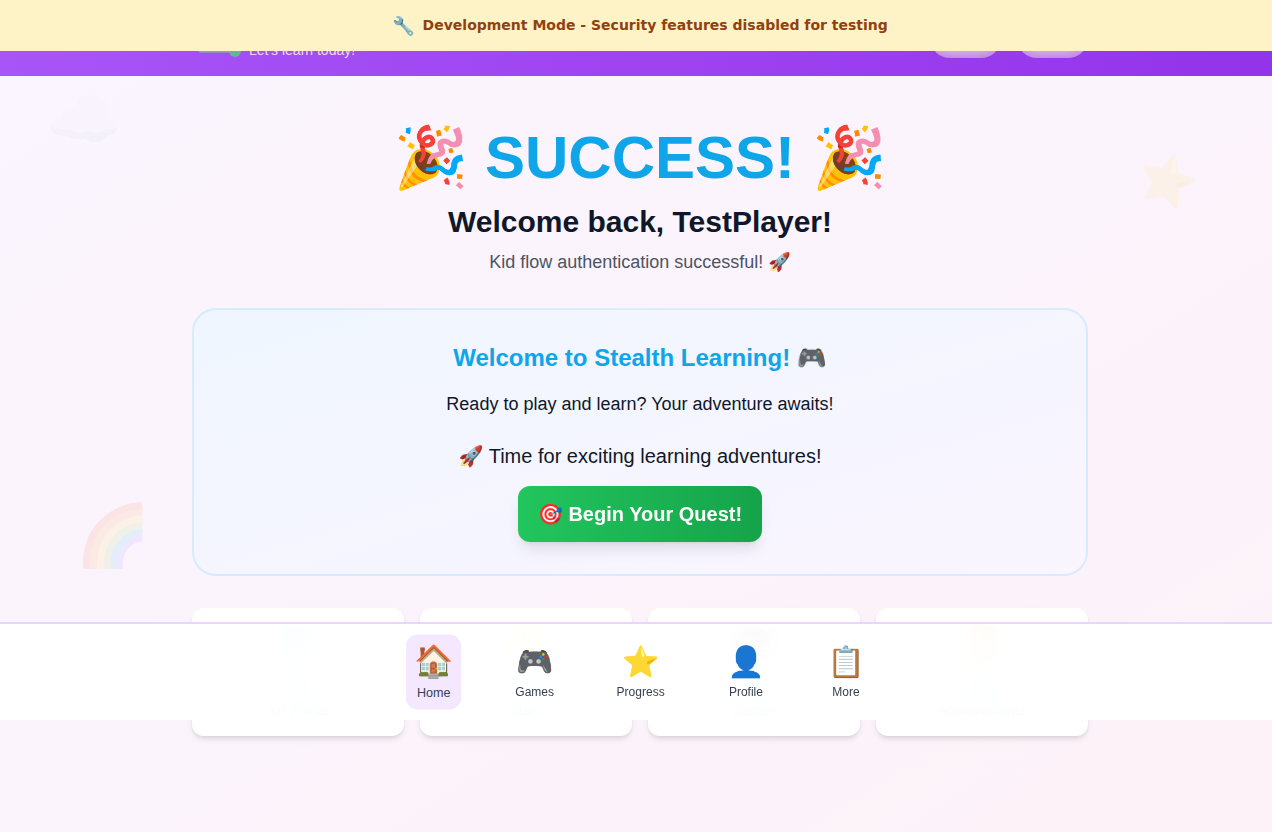 Development Mode - Security features disabled for testing
Let's learn today!
SUCCESS!
Welcome back, TestPlayer!
Kid flow authentication successful!
Welcome to Stealth Learning!
Ready to play and learn? Your adventure awaits!
Time for exciting learning adventures!
Begin Your Quest!
Home
Games
Progress
Profile
More